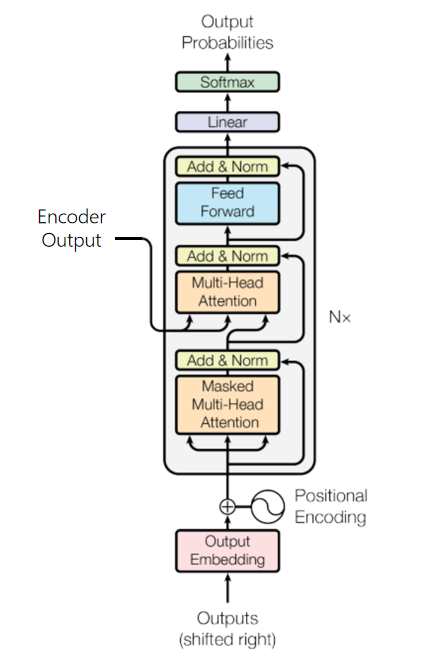 Output
Probabilities
Softmax
Linear
Add & Norm
Feed
Forward
Encoder
Output
Add & Norm
Multi-Head
Attention
N×
Add & Norm
Masked
Multi-Head
Attention
Positional
Encoding
Output
Embedding
Outputs
(shifted right)